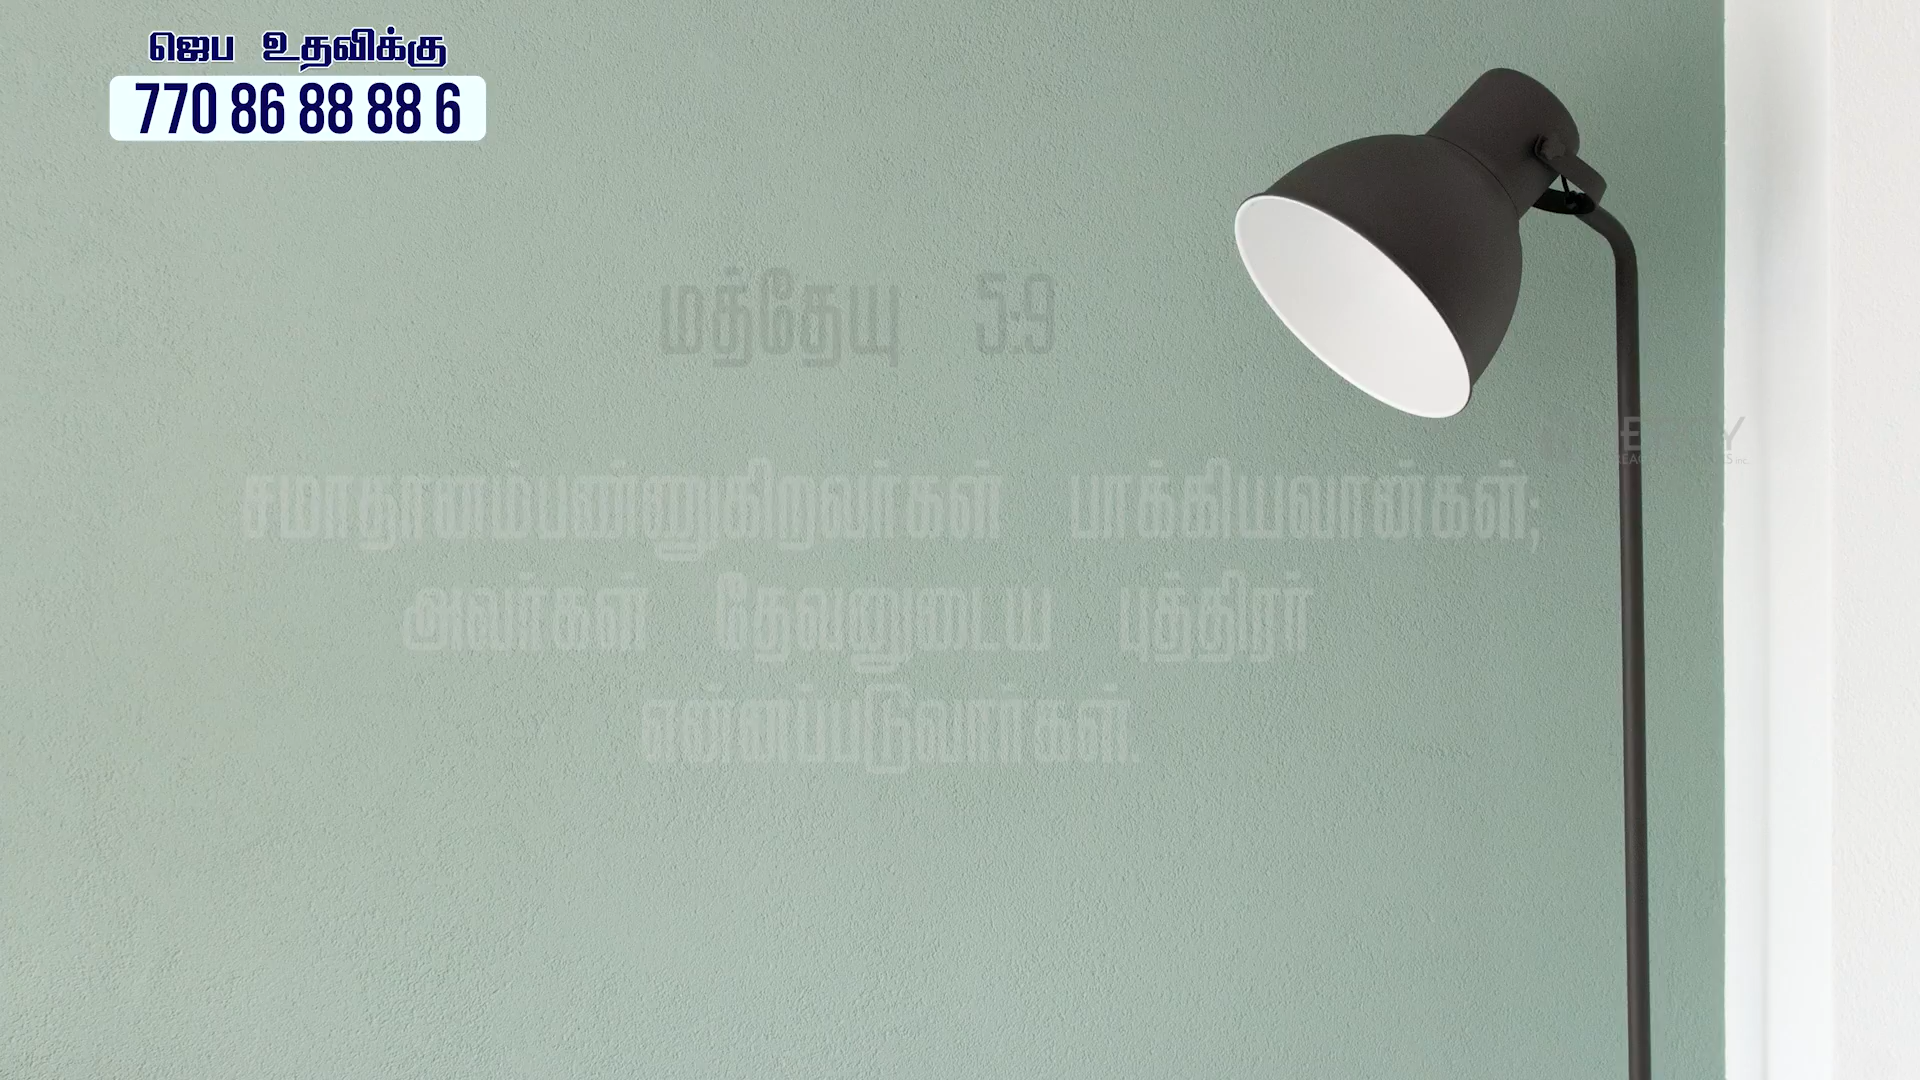 ஜெப உதவிக்கு
770 86 88 88 6
மத்தேயு 5:9
சமாதானம்பண்ணுகிறவர்கள் பாக்கியவான்கள்;
அவர்கள் தேவனுடைய புத்திரர்
என்னப்படுவார்கள்.